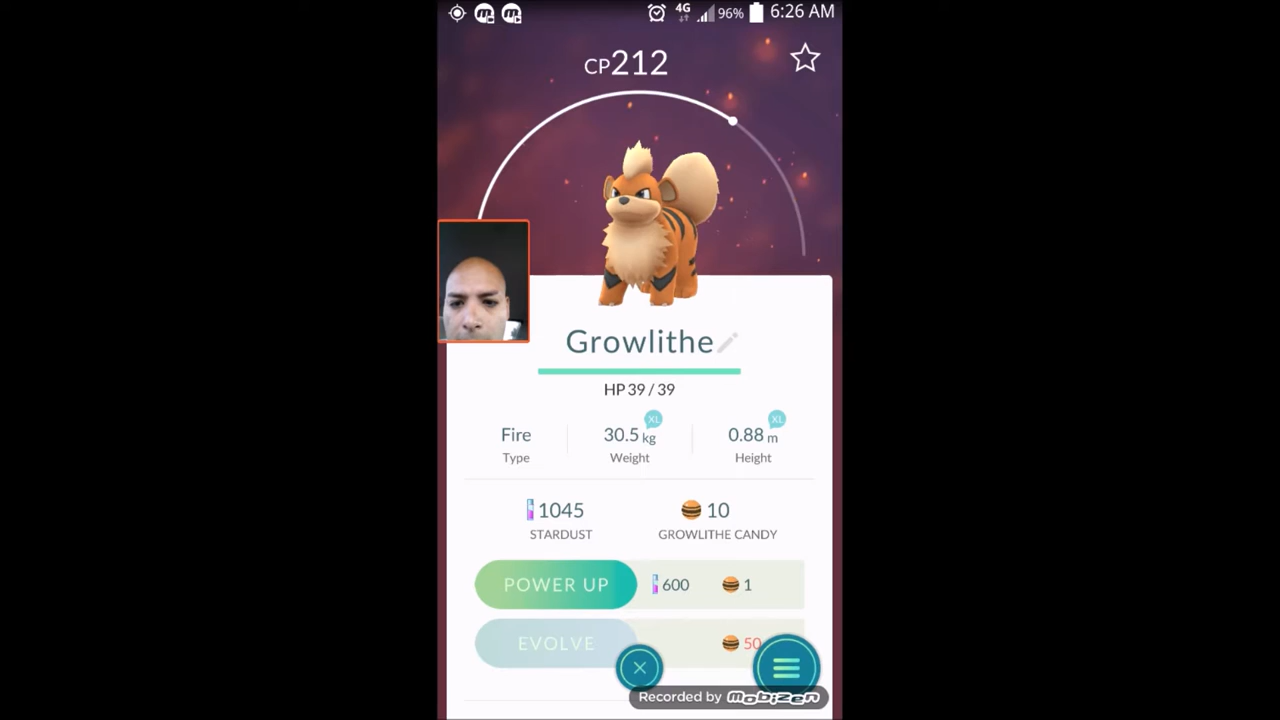 4G 96% 6:26 AM
CP212
Growlithe
HP 39 / 39
XL XL
Fire 30.5 kg 0.88 m
Type Weight Height
1045 10
STARDUST GROWLITHE CANDY
POWER UP 600 1
EVOLVE 50
Recorded by mobizen